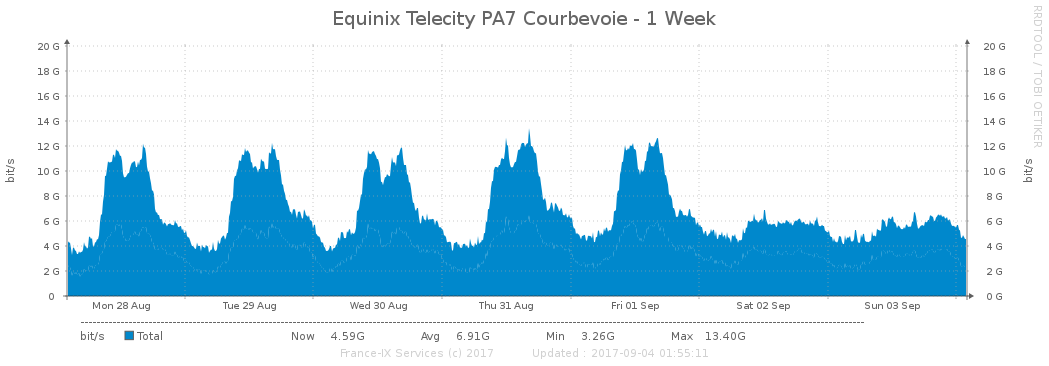 Equinix Telecity PA7 Courbevoie - 1 Week
RRDTOOL / TOBI OETIKER
bit/s
20 G 20 G
18 G 18 G
16 G 16 G
14 G 14 G
12 G 12 G
10 G 10 G
8 G 8 G
6 G 6 G
4 G 4 G
2 G 2 G
0 0 G
bit/s
Mon 28 Aug Tue 29 Aug Wed 30 Aug Thu 31 Aug Fri 01 Sep Sat 02 Sep Sun 03 Sep
bit/s Total Now 4.59G Avg 6.91G Min 3.26G Max 13.40G
France-IX Services (c) 2017 Updated : 2017-09-04 01:55:11